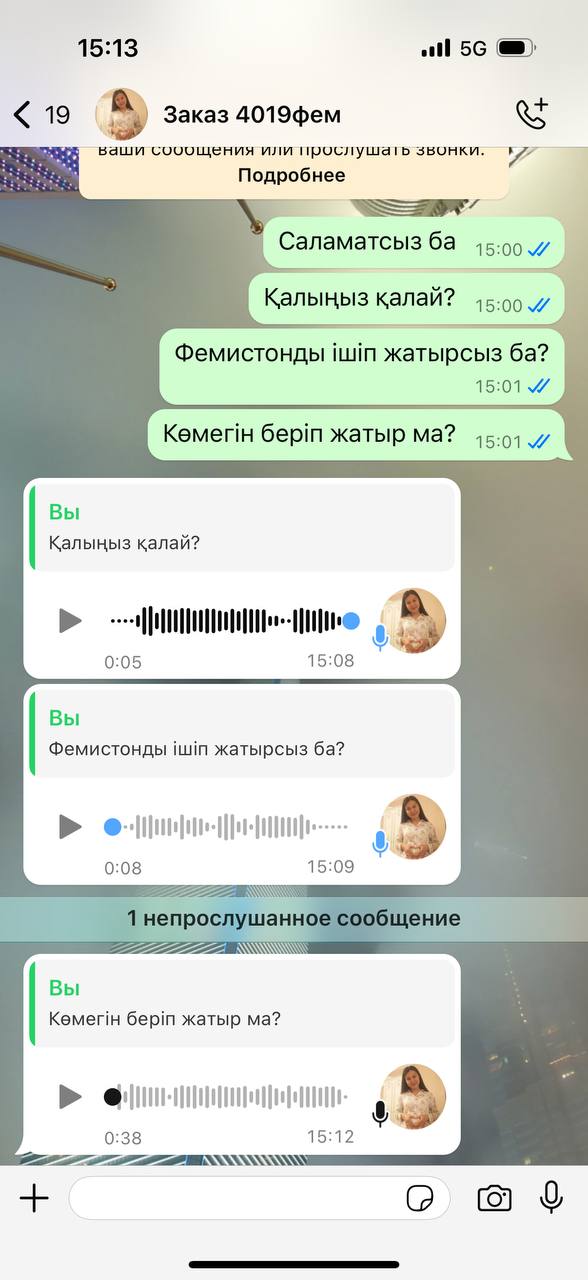 15:13
5G
19
Заказ 4019фем
ваши сообщения или прослушать звонки.
Подробнее
Саламатсыз ба 15:00
Қалыңыз қалай? 15:00
Фемистонды ішіп жатырсыз ба?
15:01
Көмегін беріп жатыр ма? 15:01
Вы
Қалыңыз қалай?
0:05 15:08
Вы
Фемистонды ішіп жатырсыз ба?
0:08 15:09
1 непрослушанное сообщение
Вы
Көмегін беріп жатыр ма?
0:38 15:12